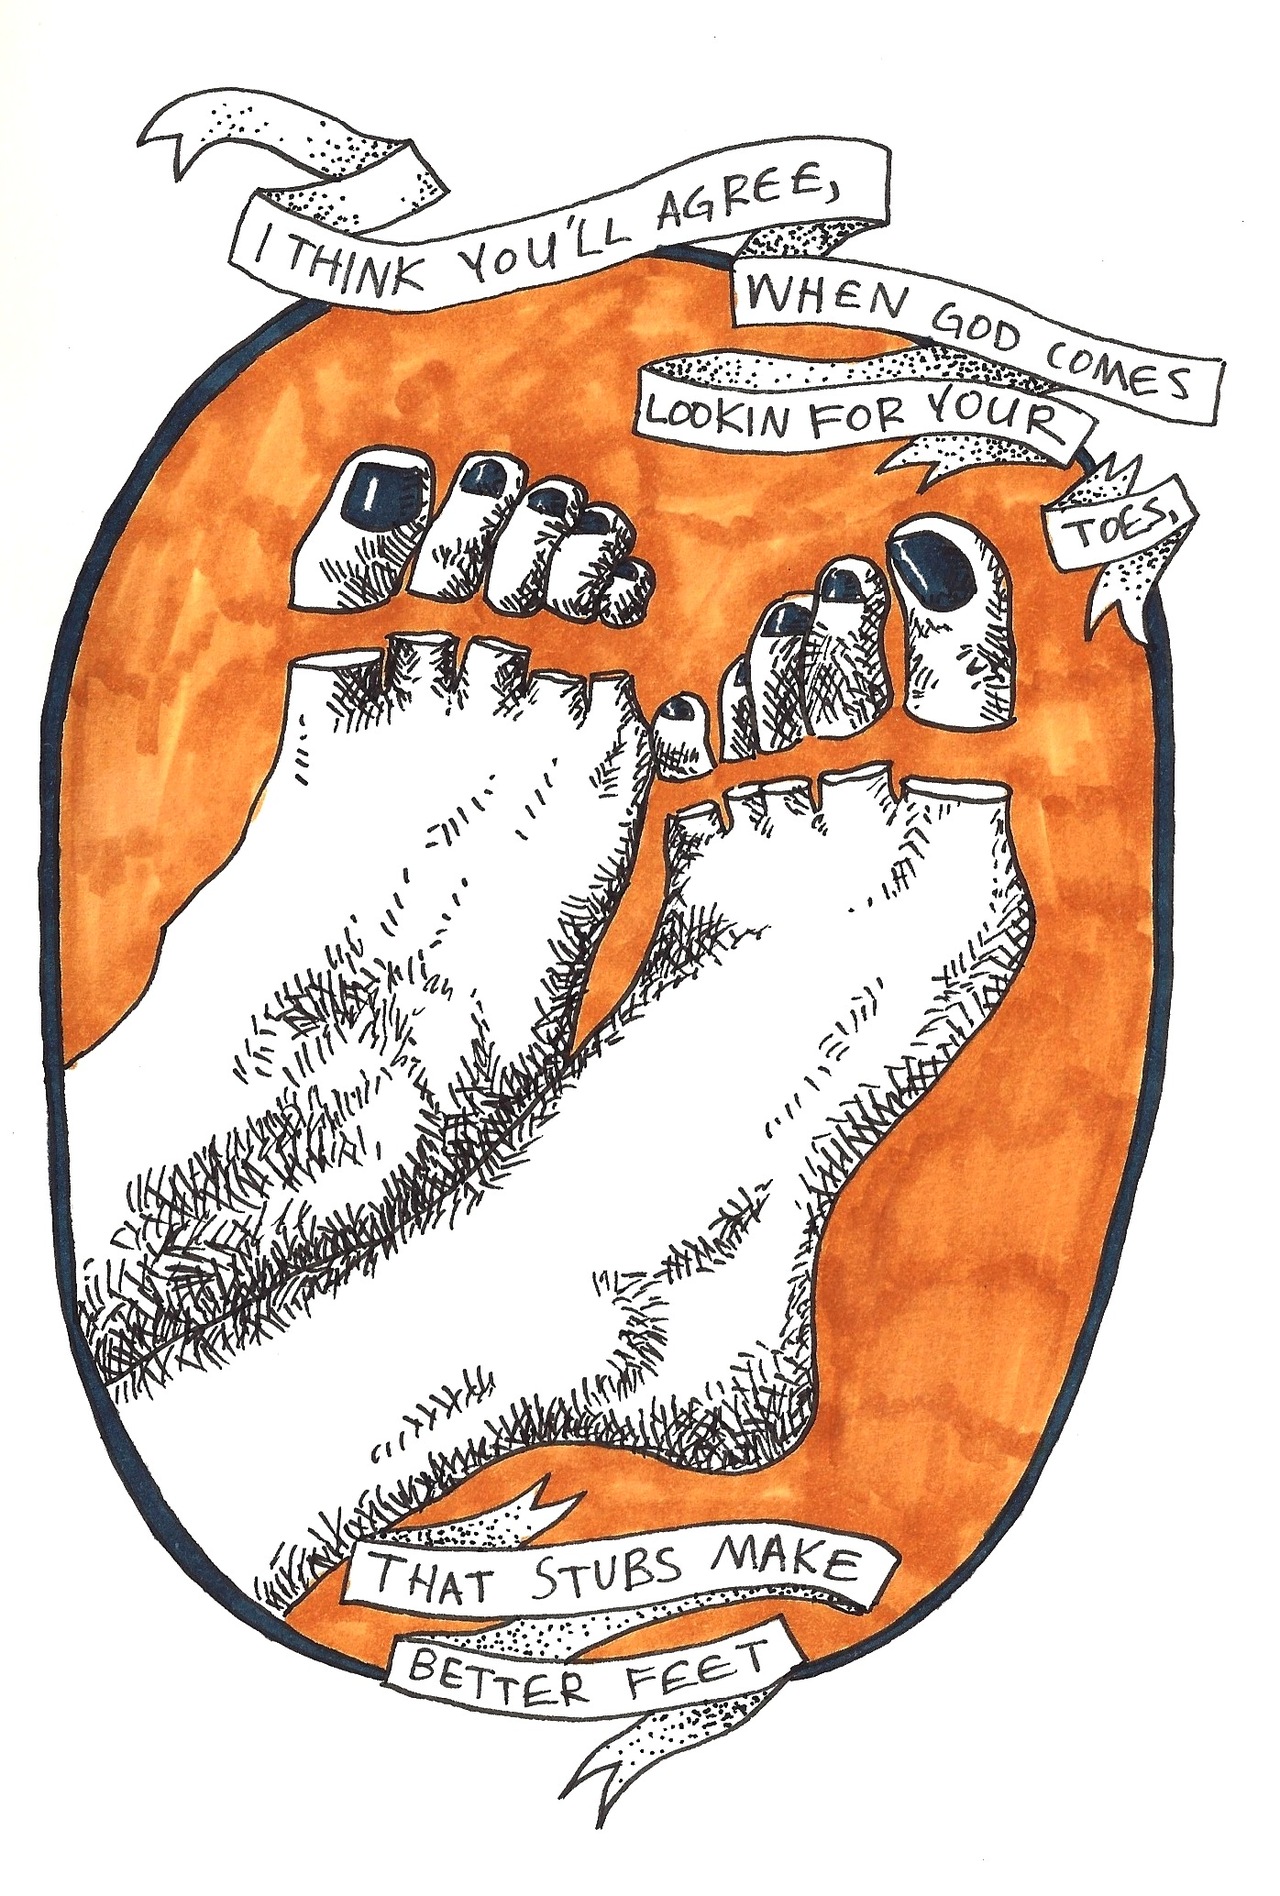 I THINK YOU'LL AGREE,
WHEN GOD COMES
LOOKIN FOR YOUR
TOES,
THAT STUBS MAKE
BETTER FEET